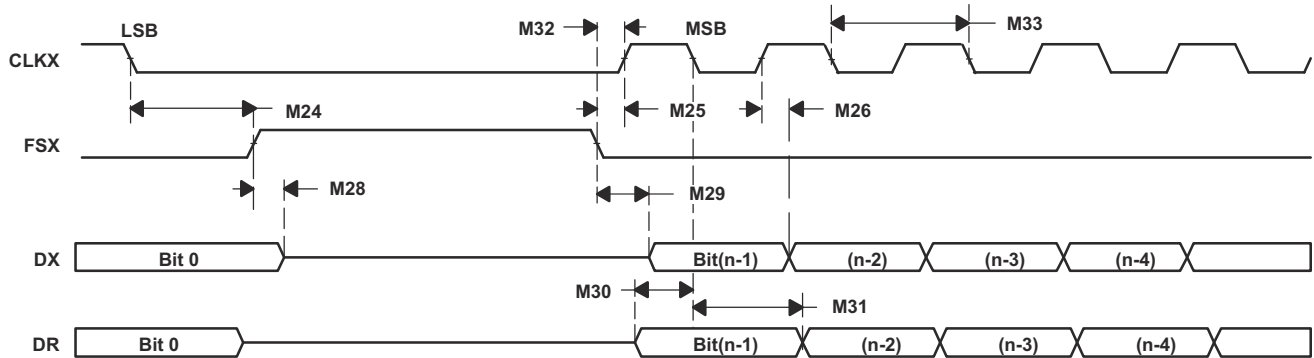 LSB
M32
MSB
M33
CLKX
M24
M25
M26
FSX
M28
M29
DX
Bit 0
Bit(n-1)
(n-2)
(n-3)
(n-4)
M30
M31
DR
Bit 0
Bit(n-1)
(n-2)
(n-3)
(n-4)